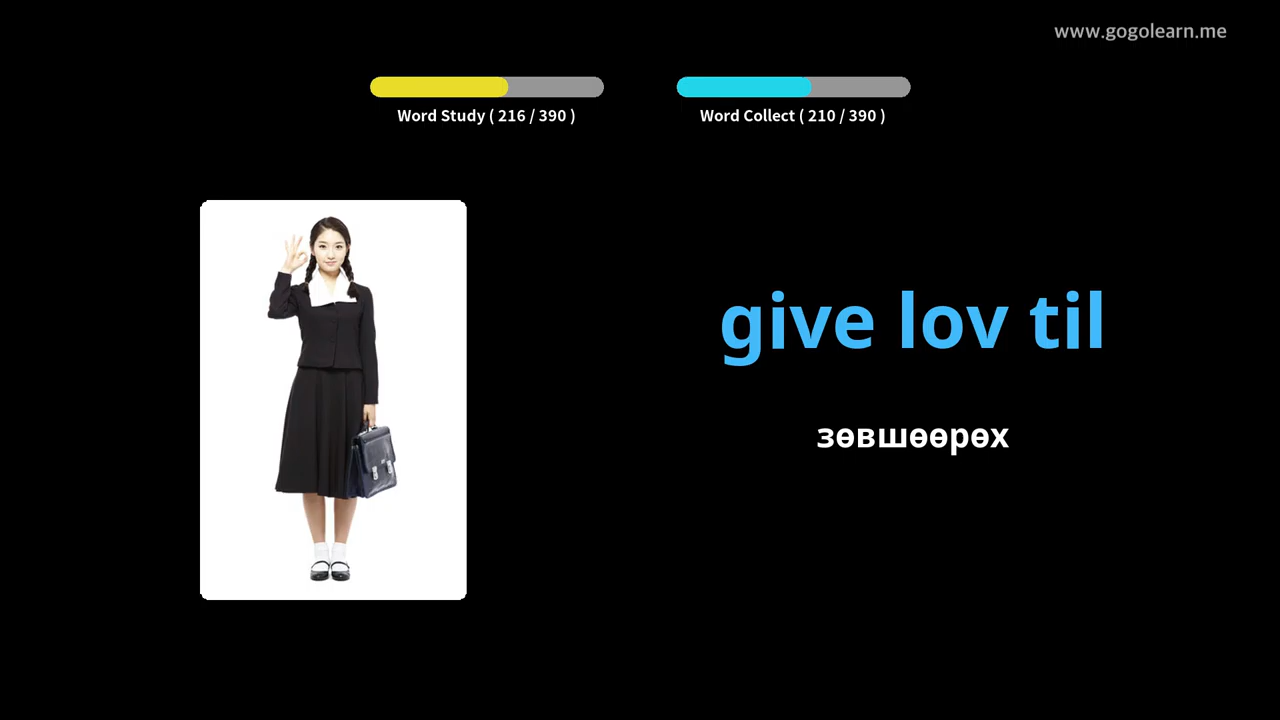 www.gogolearn.me
Word Study ( 216 / 390 )
Word Collect ( 210 / 390 )
give lov til
зөвшөөрөх